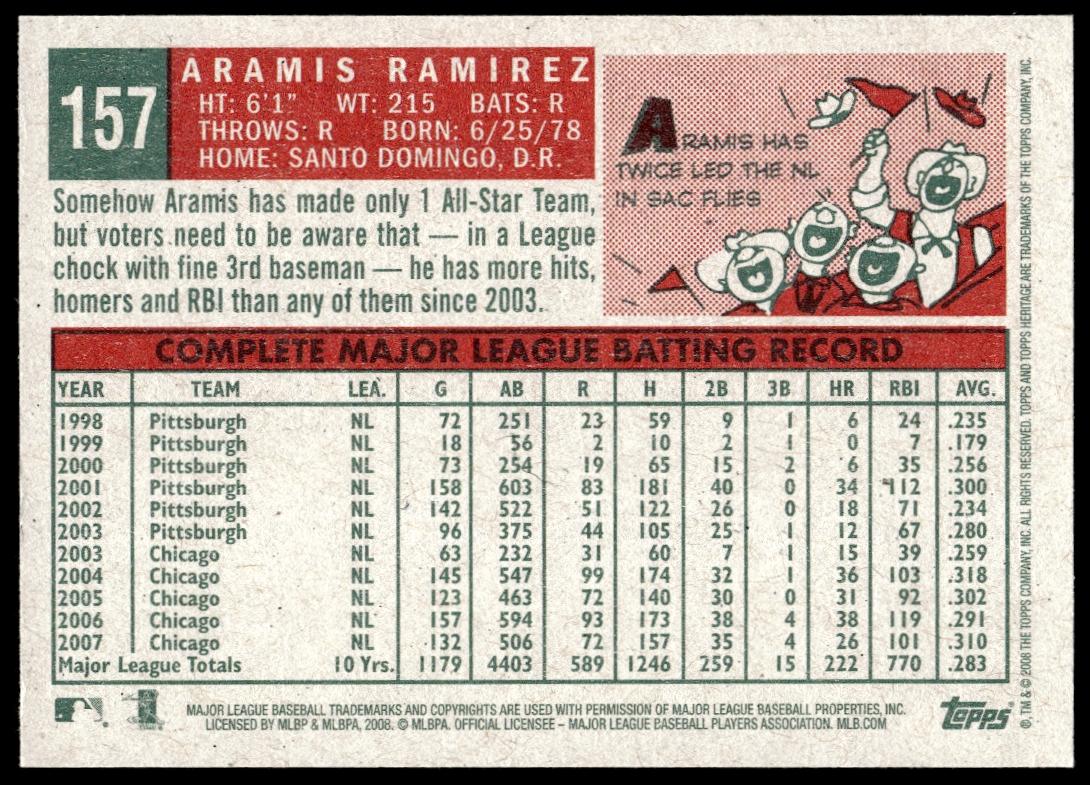 157
ARAMIS RAMIREZ
HT: 6'1" WT: 215 BATS: R
THROWS: R BORN: 6/25/78
HOME: SANTO DOMINGO, D.R.
Somehow Aramis has made only 1 All-Star Team,
but voters need to be aware that — in a League
chock with fine 3rd baseman — he has more hits,
homers and RBI than any of them since 2003.
ARAMIS HAS
TWICE LED THE NL
IN SAC FLIES
COMPLETE MAJOR LEAGUE BATTING RECORD
YEAR TEAM LEA. G AB R H 2B 3B HR RBI AVG.
1998 Pittsburgh NL 72 251 23 59 9 1 6 24 .235
1999 Pittsburgh NL 18 56 2 10 2 1 0 7 .179
2000 Pittsburgh NL 73 254 19 65 15 2 6 35 .256
2001 Pittsburgh NL 158 603 83 181 40 0 34 112 .300
2002 Pittsburgh NL 142 522 51 122 26 0 18 71 .234
2003 Pittsburgh NL 96 375 44 105 25 1 12 67 .280
2003 Chicago NL 63 232 31 60 7 1 15 39 .259
2004 Chicago NL 145 547 99 174 32 1 36 103 .318
2005 Chicago NL 123 463 72 140 30 0 31 92 .302
2006 Chicago NL 157 594 93 173 38 4 38 119 .291
2007 Chicago NL 132 506 72 157 35 4 26 101 .310
Major League Totals 10 Yrs. 1179 4403 589 1246 259 15 222 770 .283
MAJOR LEAGUE BASEBALL TRADEMARKS AND COPYRIGHTS ARE USED WITH PERMISSION OF MAJOR LEAGUE BASEBALL PROPERTIES, INC.
LICENSED BY MLBP & MLBPA, 2008. © MLBPA. OFFICIAL LICENSEE – MAJOR LEAGUE BASEBALL PLAYERS ASSOCIATION. MLB.COM
topps
®, TM & © 2008 THE TOPPS COMPANY, INC. ALL RIGHTS RESERVED. TOPPS AND TOPPS HERITAGE ARE TRADEMARKS OF THE TOPPS COMPANY, INC.